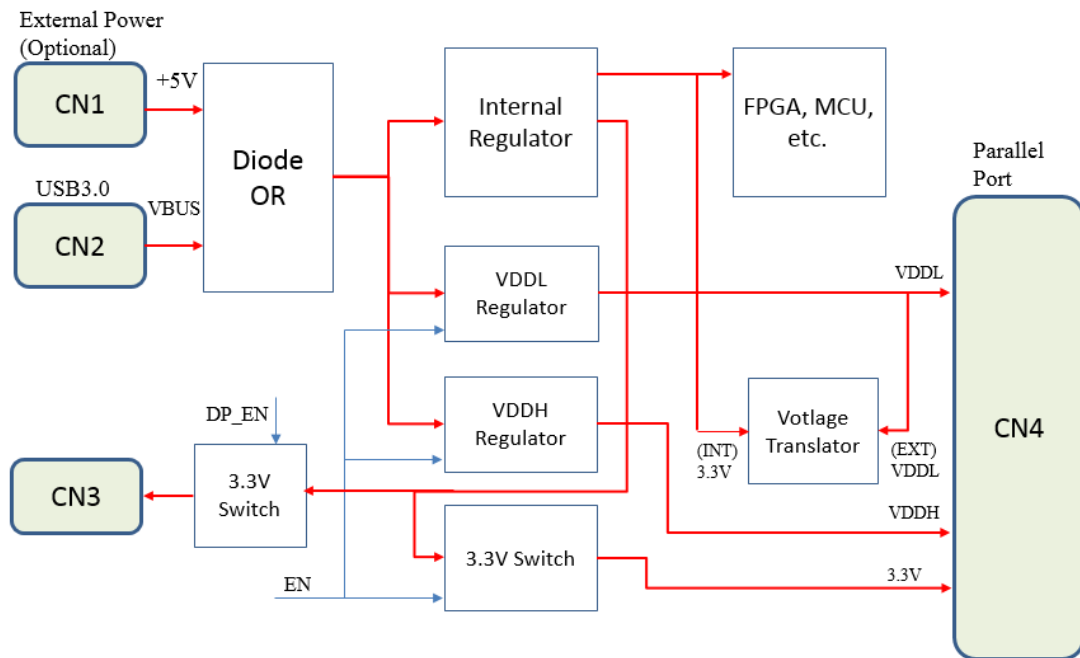 External Power
(Optional)
CN1
+5V
USB3.0
CN2
VBUS
Diode
OR
Internal
Regulator
FPGA, MCU,
etc.
Parallel
Port
VDDL
Regulator
VDDL
VDDH
Regulator
Votlage
Translator
(INT)
3.3V
(EXT)
VDDL
CN4
DP_EN
3.3V
Switch
CN3
VDDH
3.3V Switch
3.3V
EN